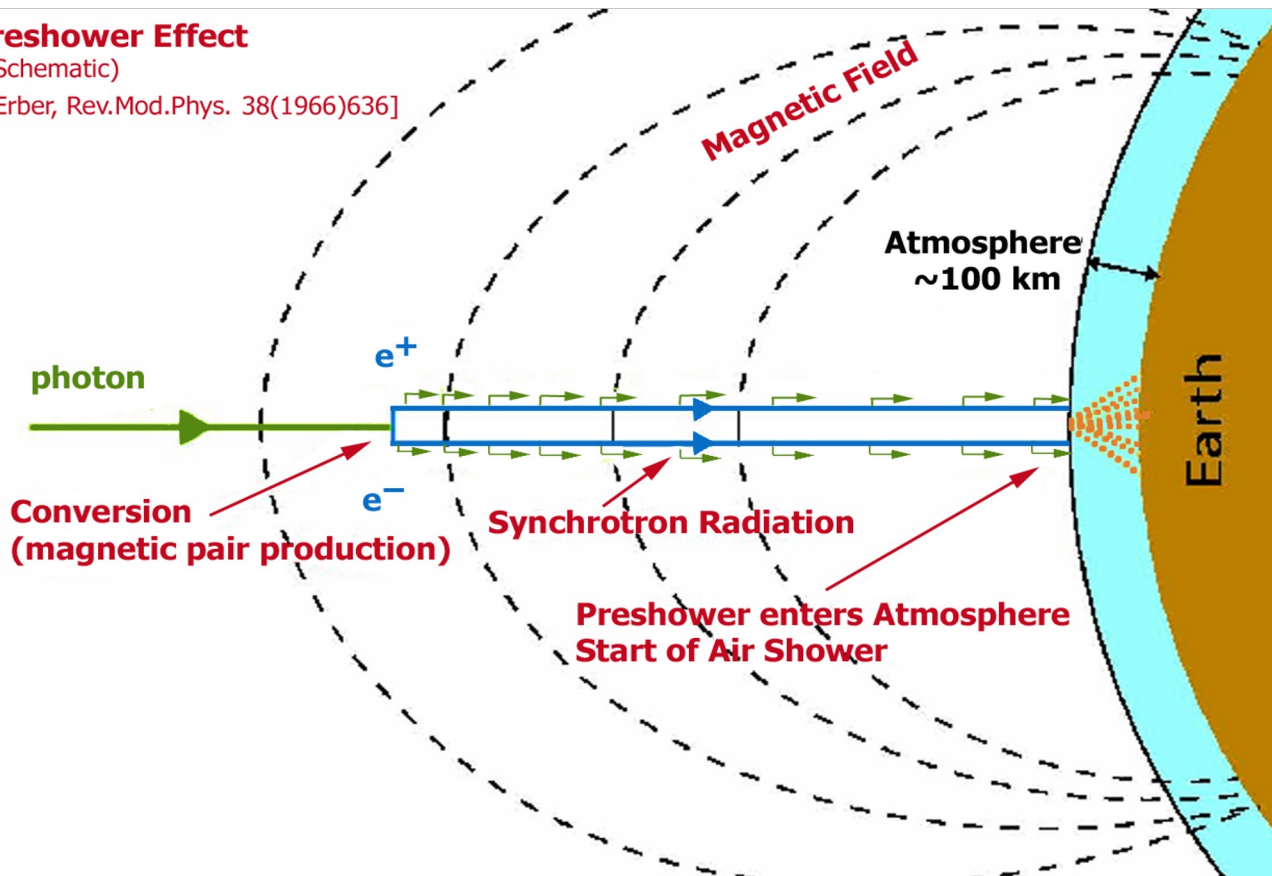 reshower Effect
Schematic)
Erber, Rev.Mod.Phys. 38(1966)636]
Magnetic Field
Atmosphere
~100 km
e+
photon
Earth
e−
Conversion
(magnetic pair production)
Synchrotron Radiation
Preshower enters Atmosphere
Start of Air Shower